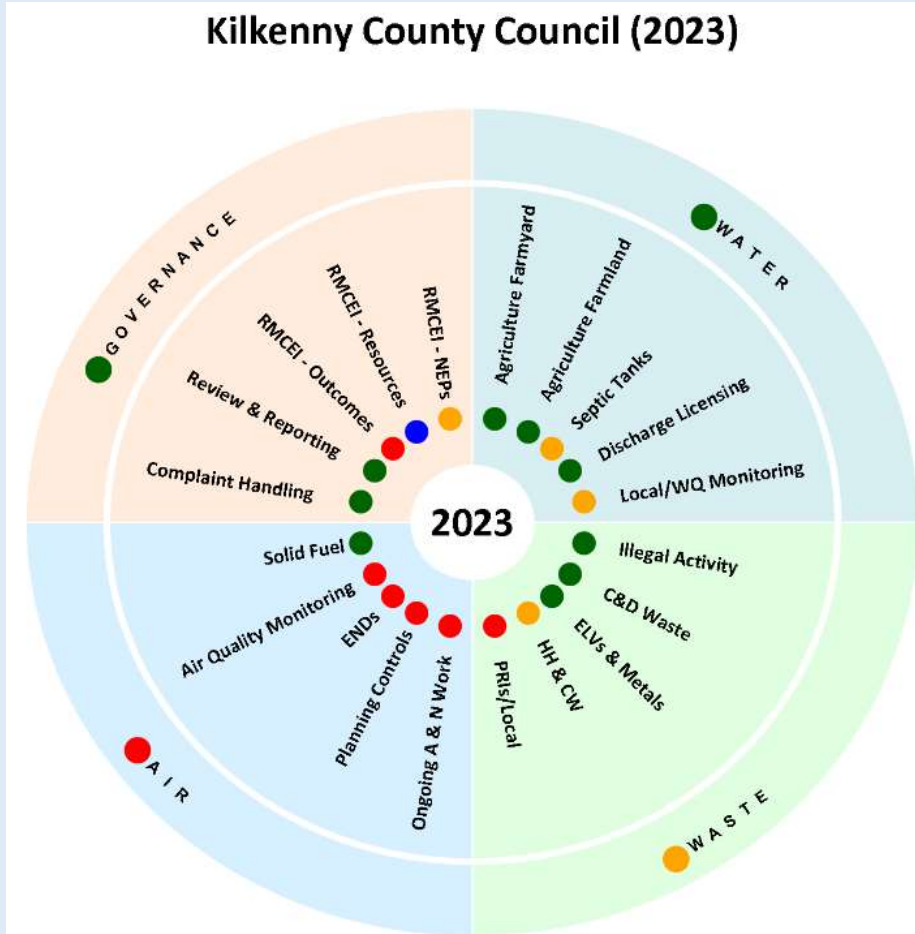 Kilkenny County Council (2023)
GOVERNANCE
RMCEI - NEPs
RMCEI - Resources
RMCEI - Outcomes
Review & Reporting
Complaint Handling
WATER
Agriculture Farmyard
Agriculture Farmland
Septic Tanks
Discharge Licensing
Local/WQ Monitoring
2023
Solid Fuel
Air Quality Monitoring
ENDs
Planning Controls
Ongoing A & N Work
AIR
Illegal Activity
C&D Waste
ELVs & Metals
HH & CW
PRIs/Local
WASTE